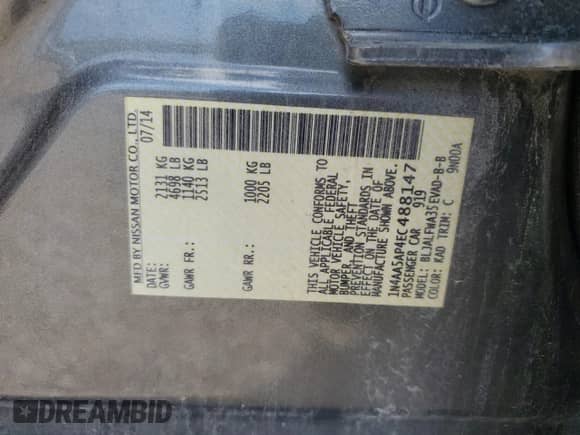 MFD BY NISSAN MOTOR CO., LTD.
DATE: 07/14
GVWR: 2131 KG
4698 LB
GAWR FR.: 1140 KG
2513 LB
GAWR RR.: 1000 KG
2205 LB
THIS VEHICLE CONFORMS TO
ALL APPLICABLE FEDERAL
MOTOR VEHICLE SAFETY,
BUMPER, AND THEFT
PREVENTION STANDARDS IN
EFFECT ON THE DATE OF
MANUFACTURE SHOWN ABOVE.
1N4AA5AP4EC488147
PASSENGER CAR 919
MODEL: BLJALFWA35EWAD-B-B
COLOR: KAD TRIM: C 9N00A
DREAMBID